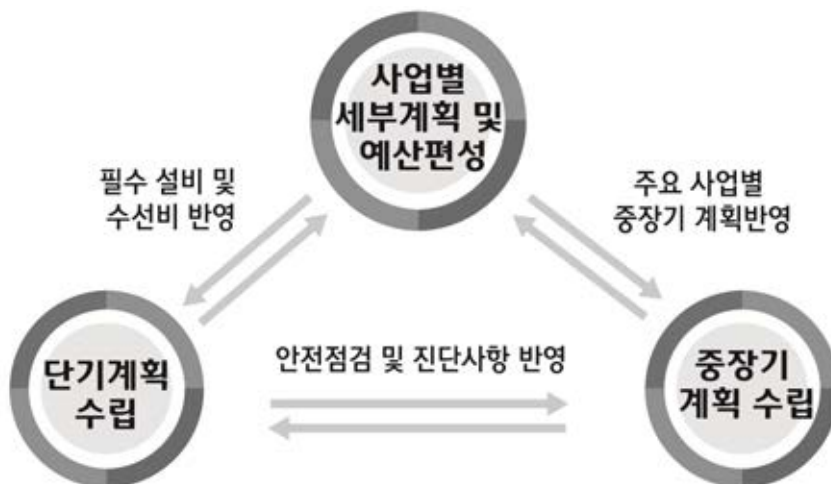 사업별
세부계획 및
예산편성
필수 설비 및
수선비 반영
주요 사업별
중장기 계획반영
단기계획
수립
안전점검 및 진단사항 반영
중장기
계획 수립